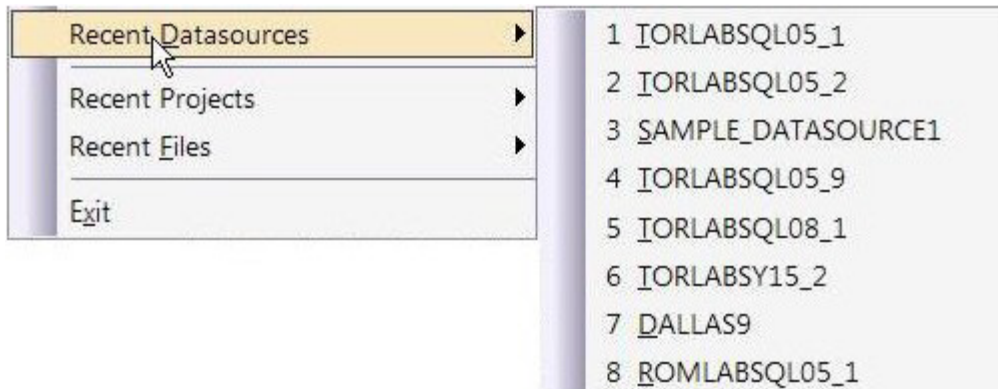 Recent Datasources
Recent Projects
Recent Files
Exit
1 TORLABSQL05_1
2 TORLABSQL05_2
3 SAMPLE_DATASOURCE1
4 TORLABSQL05_9
5 TORLABSQL08_1
6 TORLABSY15_2
7 DALLAS9
8 ROMLABSQL05_1